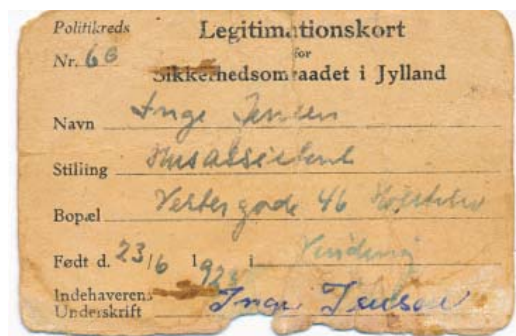 Politikreds Legitimationskort
Nr. 66 for
Sikkerhedsomraadet i Jylland
Navn Inge Jensen
Stilling Husassistent
Bopæl Vestergade 46 Holstebro
Født d. 23/6 192 i Vinding
Indehaverens
Underskrift Inge Jensen